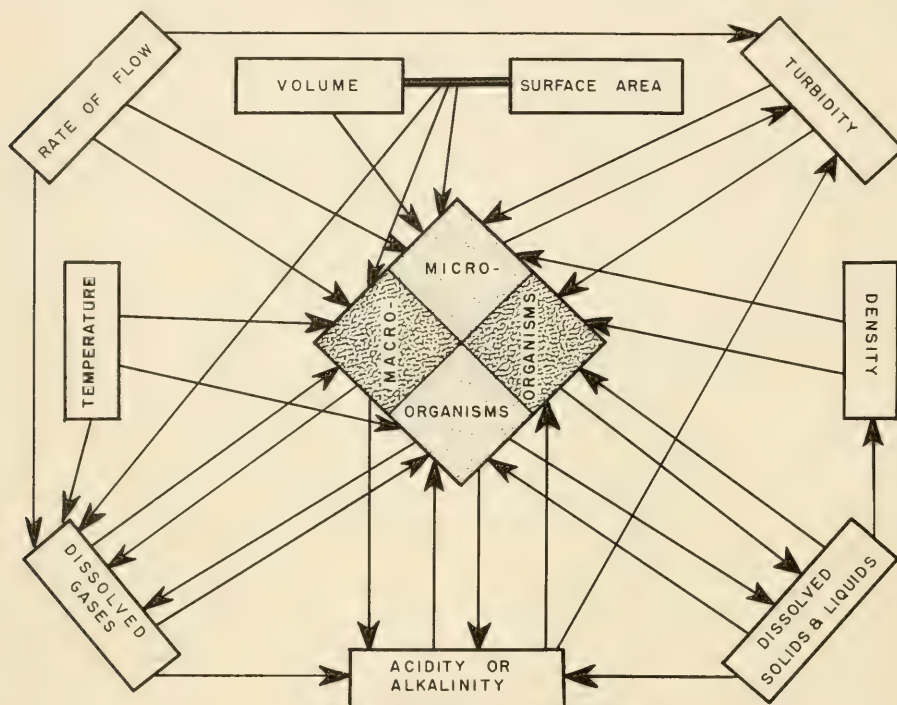 RATE OF FLOW
VOLUME
SURFACE AREA
TURBIDITY
TEMPERATURE
MICRO-
MACRO-
ORGANISMS
ORGANISMS
DENSITY
DISSOLVED
GASES
ACIDITY OR
ALKALINITY
DISSOLVED
SOLIDS & LIQUIDS